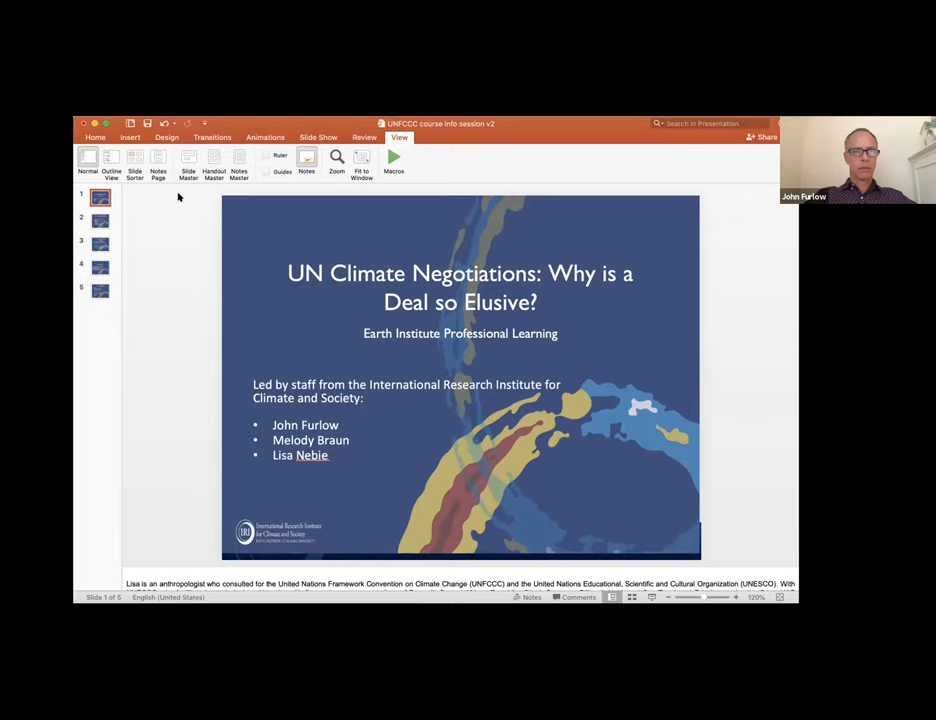 UNFCCC course info session v2
Search in Presentation
Home Insert Design Transitions Animations Slide Show Review View
Share
Normal Outline View Slide Sorter Notes Page Slide Master Handout Master Notes Master Ruler Guides Notes Zoom Fit to Window Macros
John Furlow
1
2
3
4
5
UN Climate Negotiations: Why is a
Deal so Elusive?
Earth Institute Professional Learning
Led by staff from the International Research Institute for
Climate and Society:
• John Furlow
• Melody Braun
• Lisa Nebie
IRI
International Research Institute
for Climate and Society
Lisa is an anthropologist who consulted for the United Nations Framework Convention on Climate Change (UNFCCC) and the United Nations Educational, Scientific and Cultural Organization (UNESCO). With
Slide 1 of 5 English (United States) Notes Comments 120%